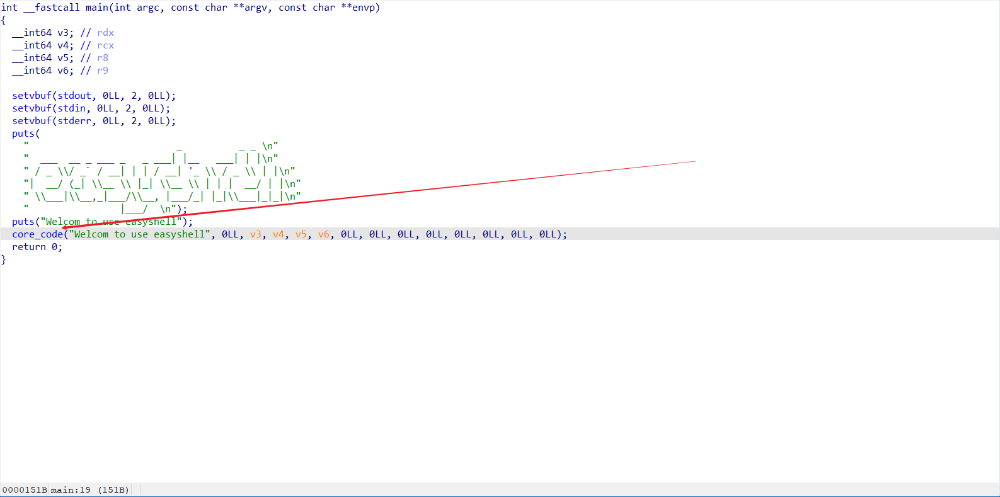 int __fastcall main(int argc, const char **argv, const char **envp)
{
  __int64 v3; // rdx
  __int64 v4; // rcx
  __int64 v5; // r8
  __int64 v6; // r9

  setvbuf(stdout, 0LL, 2, 0LL);
  setvbuf(stdin, 0LL, 2, 0LL);
  setvbuf(stderr, 0LL, 2, 0LL);
  puts(
    "                          _          _ _ \n"
    "  ___  __ _ ___ _   _ ___| |__   ___| | |\n"
    " / _ \\/ _` / __| | | / __| '_ \\ / _ \\ | |\n"
    "|  __/ (_| \\__ \\ |_| \\__ \\ | | |  __/ | |\n"
    " \\___|\\__,_|___/\\__, |___/_| |_|\\___|_|_|\n"
    "                |___/  \n");
  puts("Welcom to use easyshell");
  core_code("Welcom to use easyshell", 0LL, v3, v4, v5, v6, 0LL, 0LL, 0LL, 0LL, 0LL, 0LL, 0LL, 0LL);
  return 0;
}
0000151B main:19 (151B)